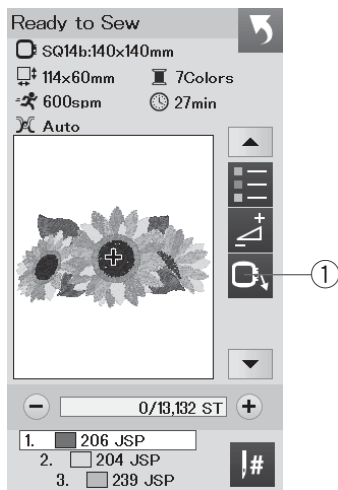 Ready to Sew
SQ14b:140x140mm
114x60mm 7Colors
600spm 27min
Auto
1
0/13,132 ST
1. 206 JSP
2. 204 JSP
3. 239 JSP
#